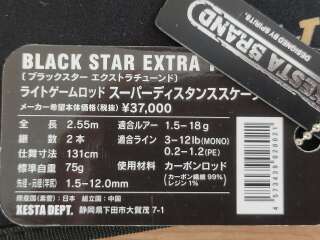 XESTA BRAND
DESIGNED BY SPIRITS.
BLACK STAR EXTRA T
[ブラックスター エクストラチューンド]
ライトゲームロッド スーパーディスタンススケープ
メーカー希望本体価格(税抜) ¥37,000
全長 2.55m 適合ルアー 1.5-18g
継数 2本 適合ライン 3-12lb(MONO)
0.2-1.2(PE)
仕舞寸法 131cm
標準自重 75g 使用材料 カーボンロッド
カーボン繊維99%
レジン 1%
先径・元径(竿尻) 1.5-12.0mm
原産国(素管):日本 組立国:中国
XESTA DEPT. 静岡県下田市大賀茂7-1